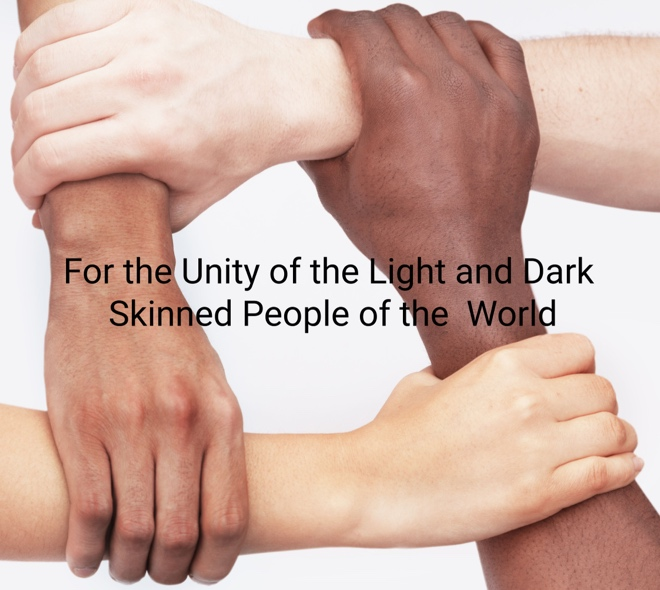 For the Unity of the Light and Dark
Skinned People of the  World